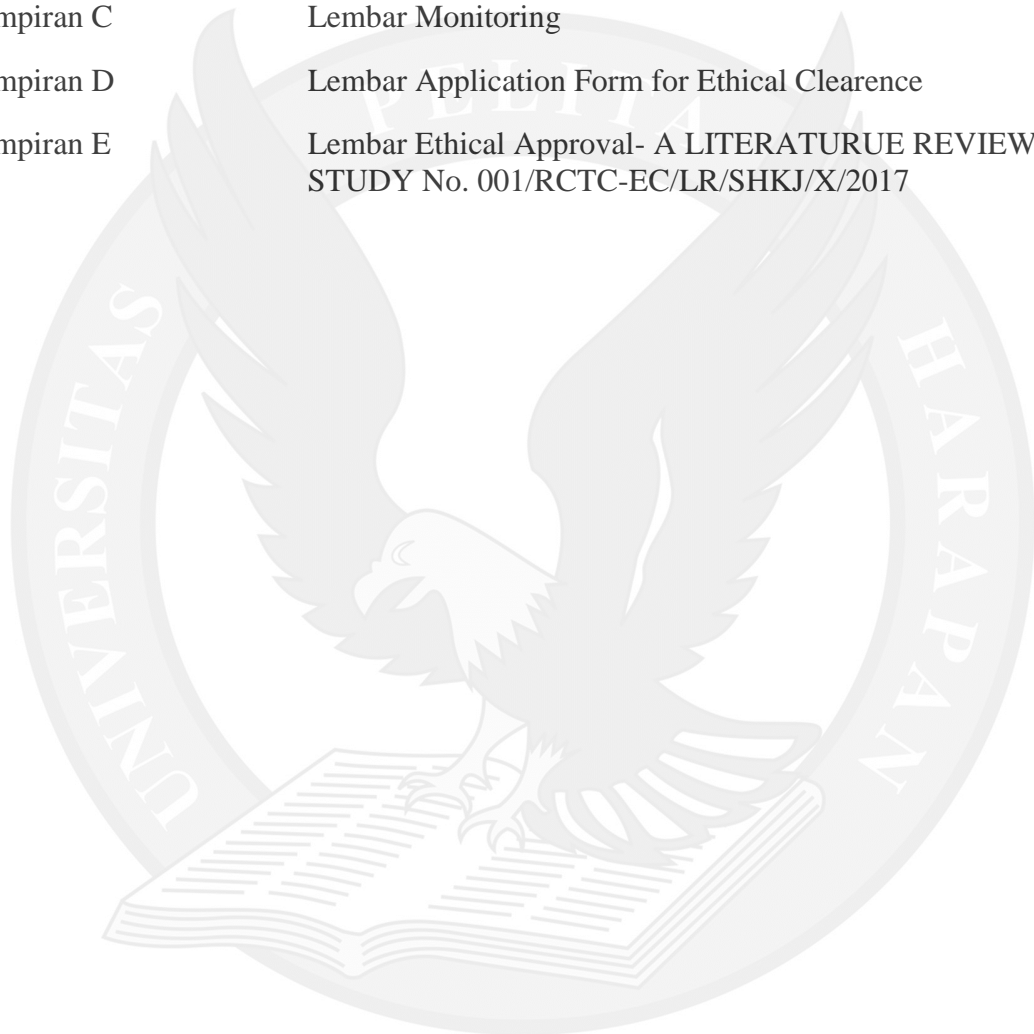 mpiran C Lembar Monitoring
mpiran D Lembar Application Form for Ethical Clearence
mpiran E Lembar Ethical Approval- A LITERATURUE REVIEW
STUDY No. 001/RCTC-EC/LR/SHKJ/X/2017
UNIVERSITAS PELITA HARAPAN